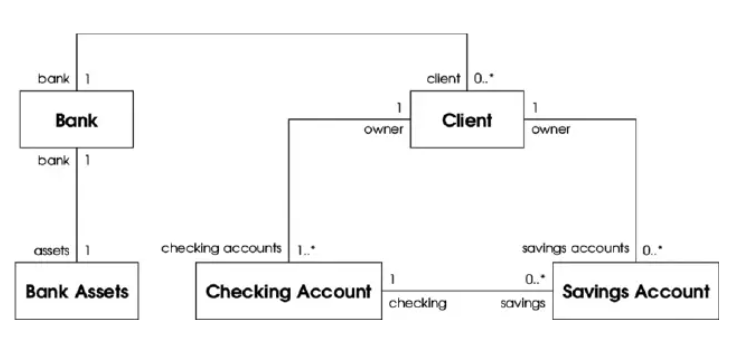 bank 1
client 0..*
Bank
1
owner
Client
1
owner
bank 1
assets 1
checking accounts 1..*
savings accounts 0..*
Bank Assets
Checking Account
1
checking
0..*
savings
Savings Account